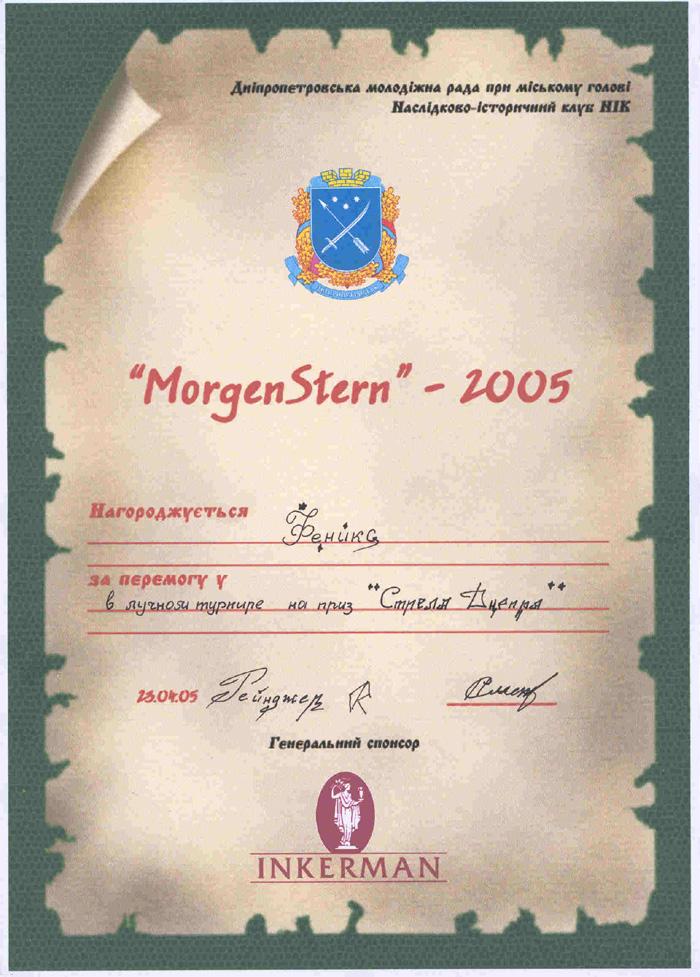 Дніпропетровська молодіжна рада при міському голові
Наслідково-історичний клуб НІК
"MorgenStern" - 2005
Нагороджується
Феникс
за перемогу у
в лучном турнире на приз "Стрела Днепра"
23.04.05 Рейнджер
Генеральний спонсор
INKERMAN